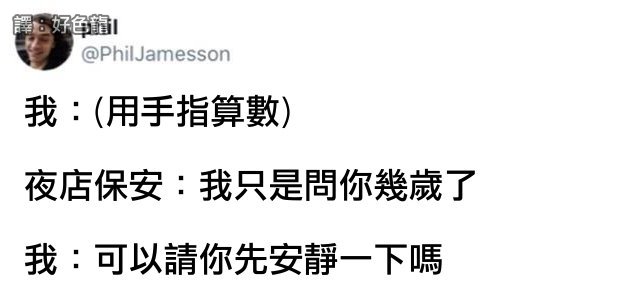 譯：好色龍
phil
@PhilJamesson
我：(用手指算數)
夜店保安：我只是問你幾歲了
我：可以請你先安靜一下嗎